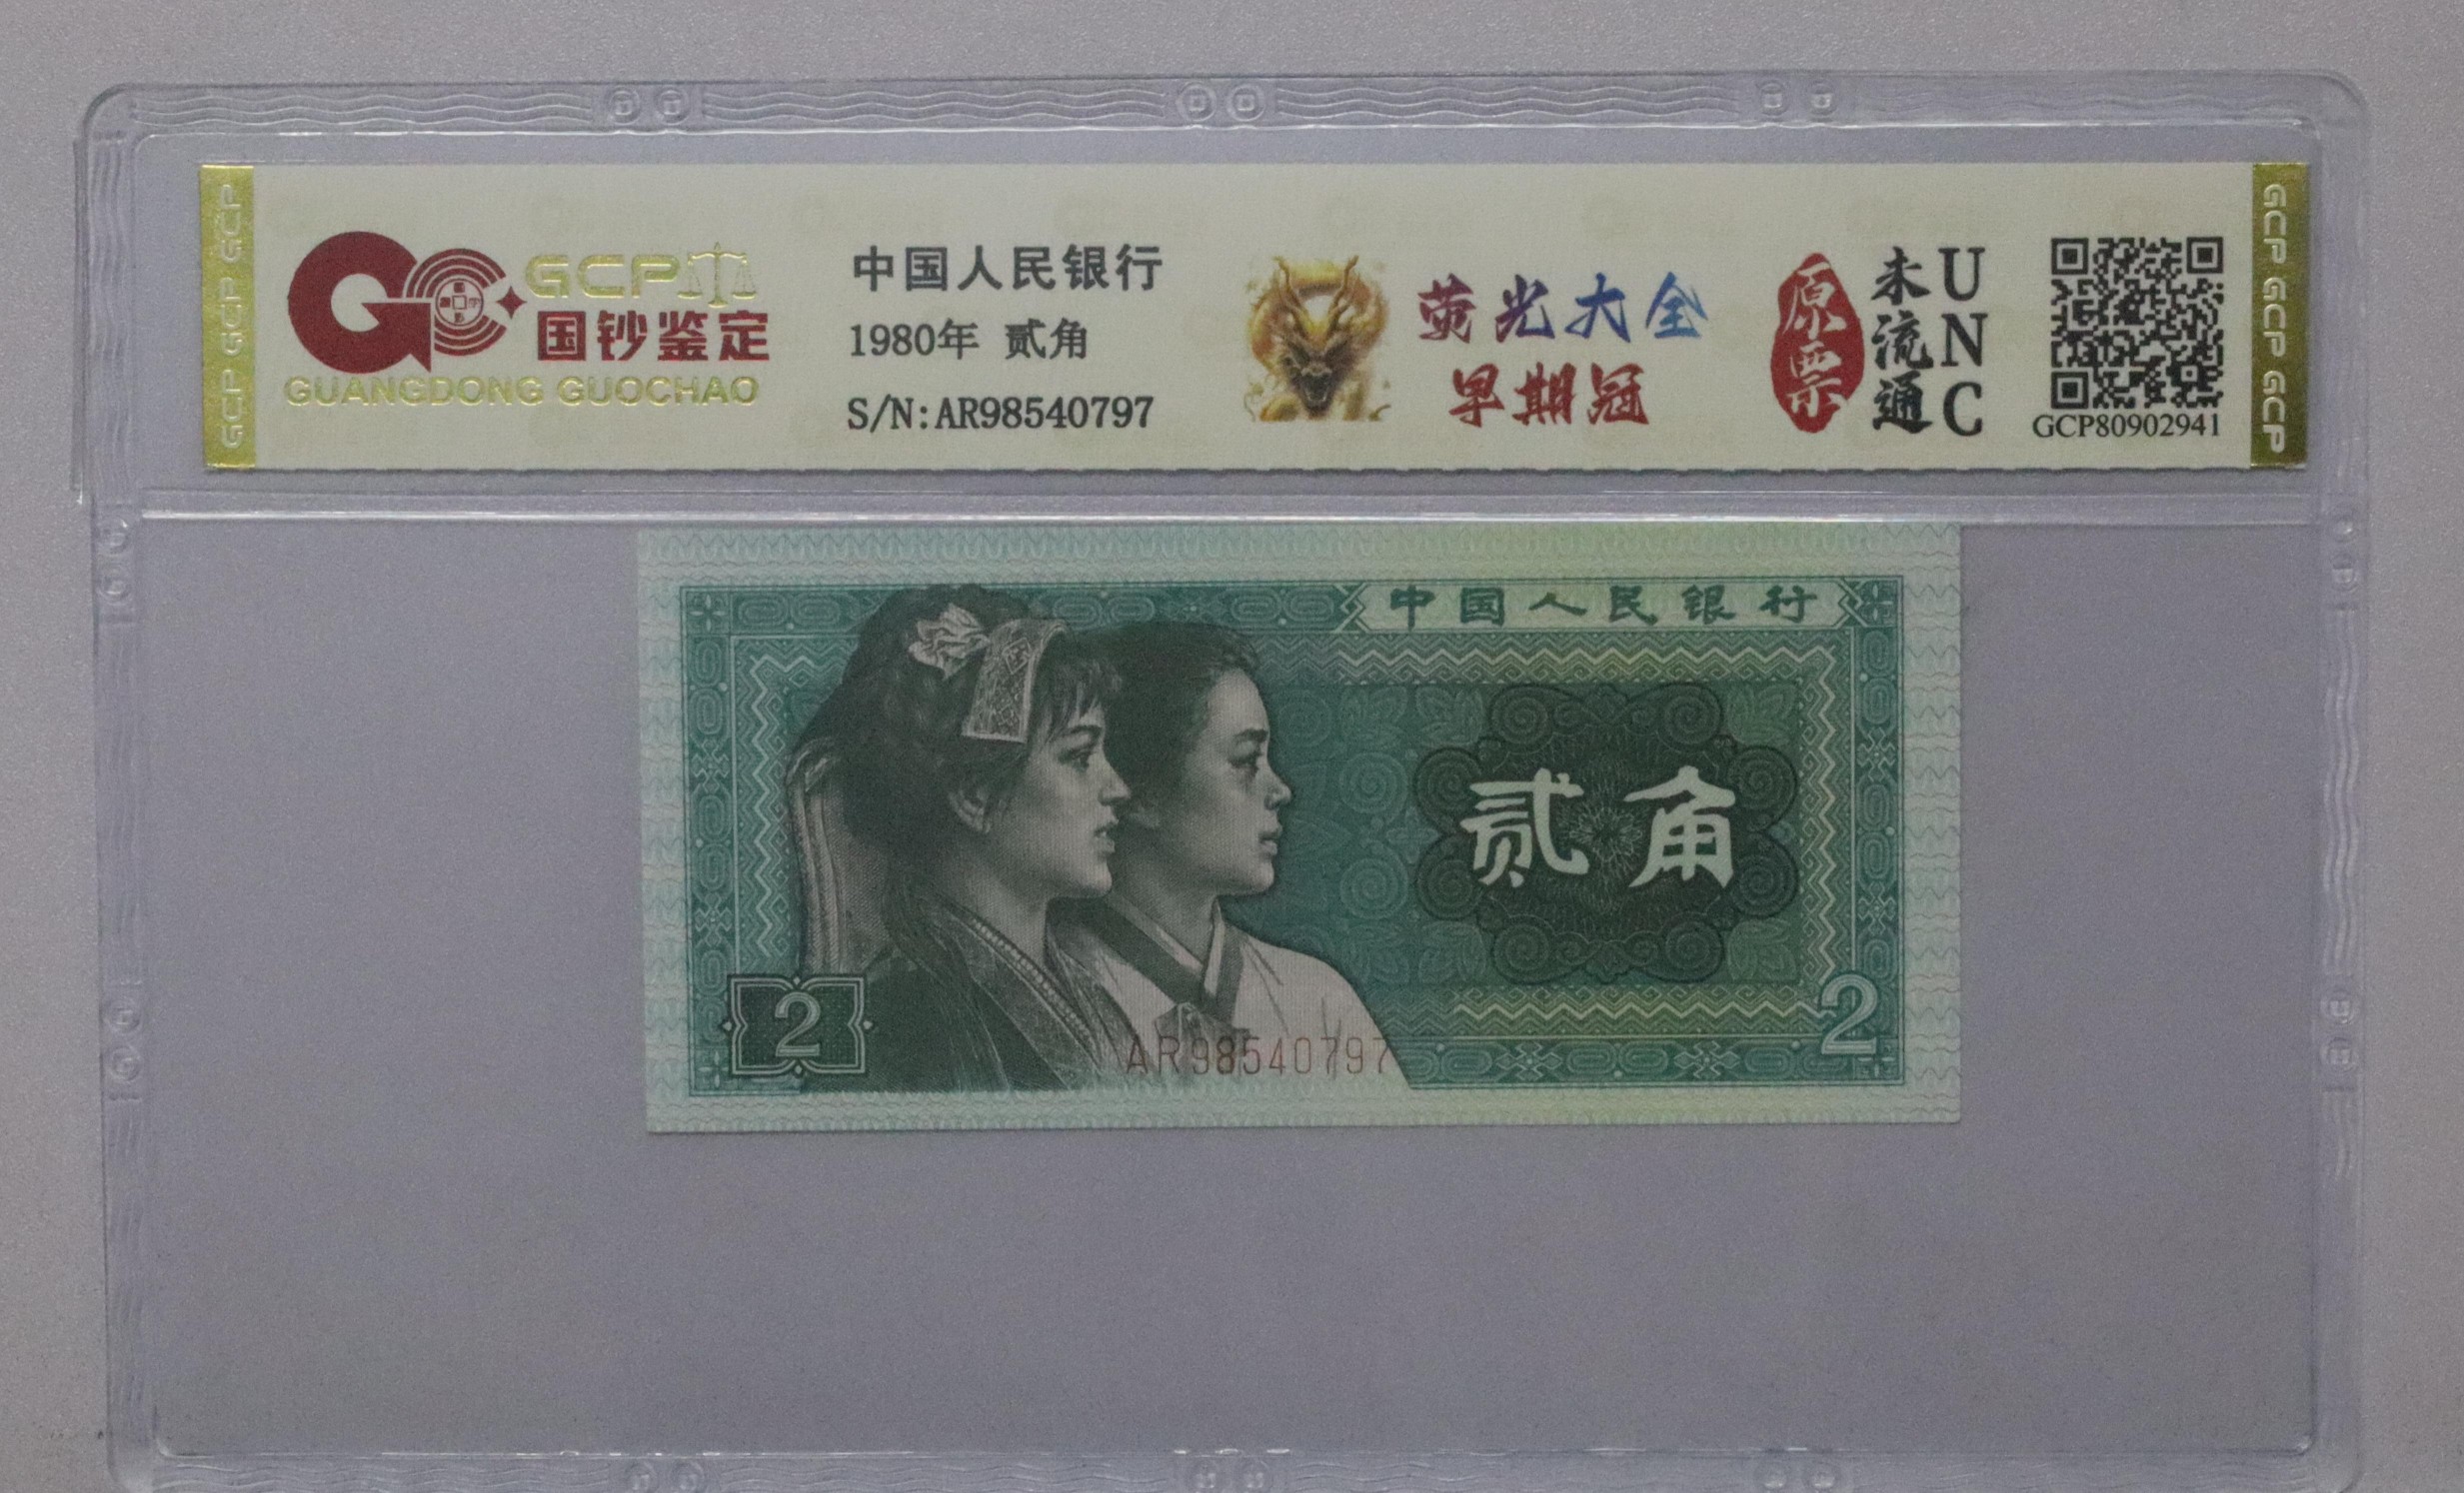 GCP GCP GCP
GCP
国钞鉴定
GUANGDONG GUOCHAO
中国人民银行
1980年 贰角
S/N:AR98540797
荧光大全
早期冠
原票
未流通
UNC
GCP80902941
GCP GCP GCP
中国人民银行
贰角
2
AR98540797
2